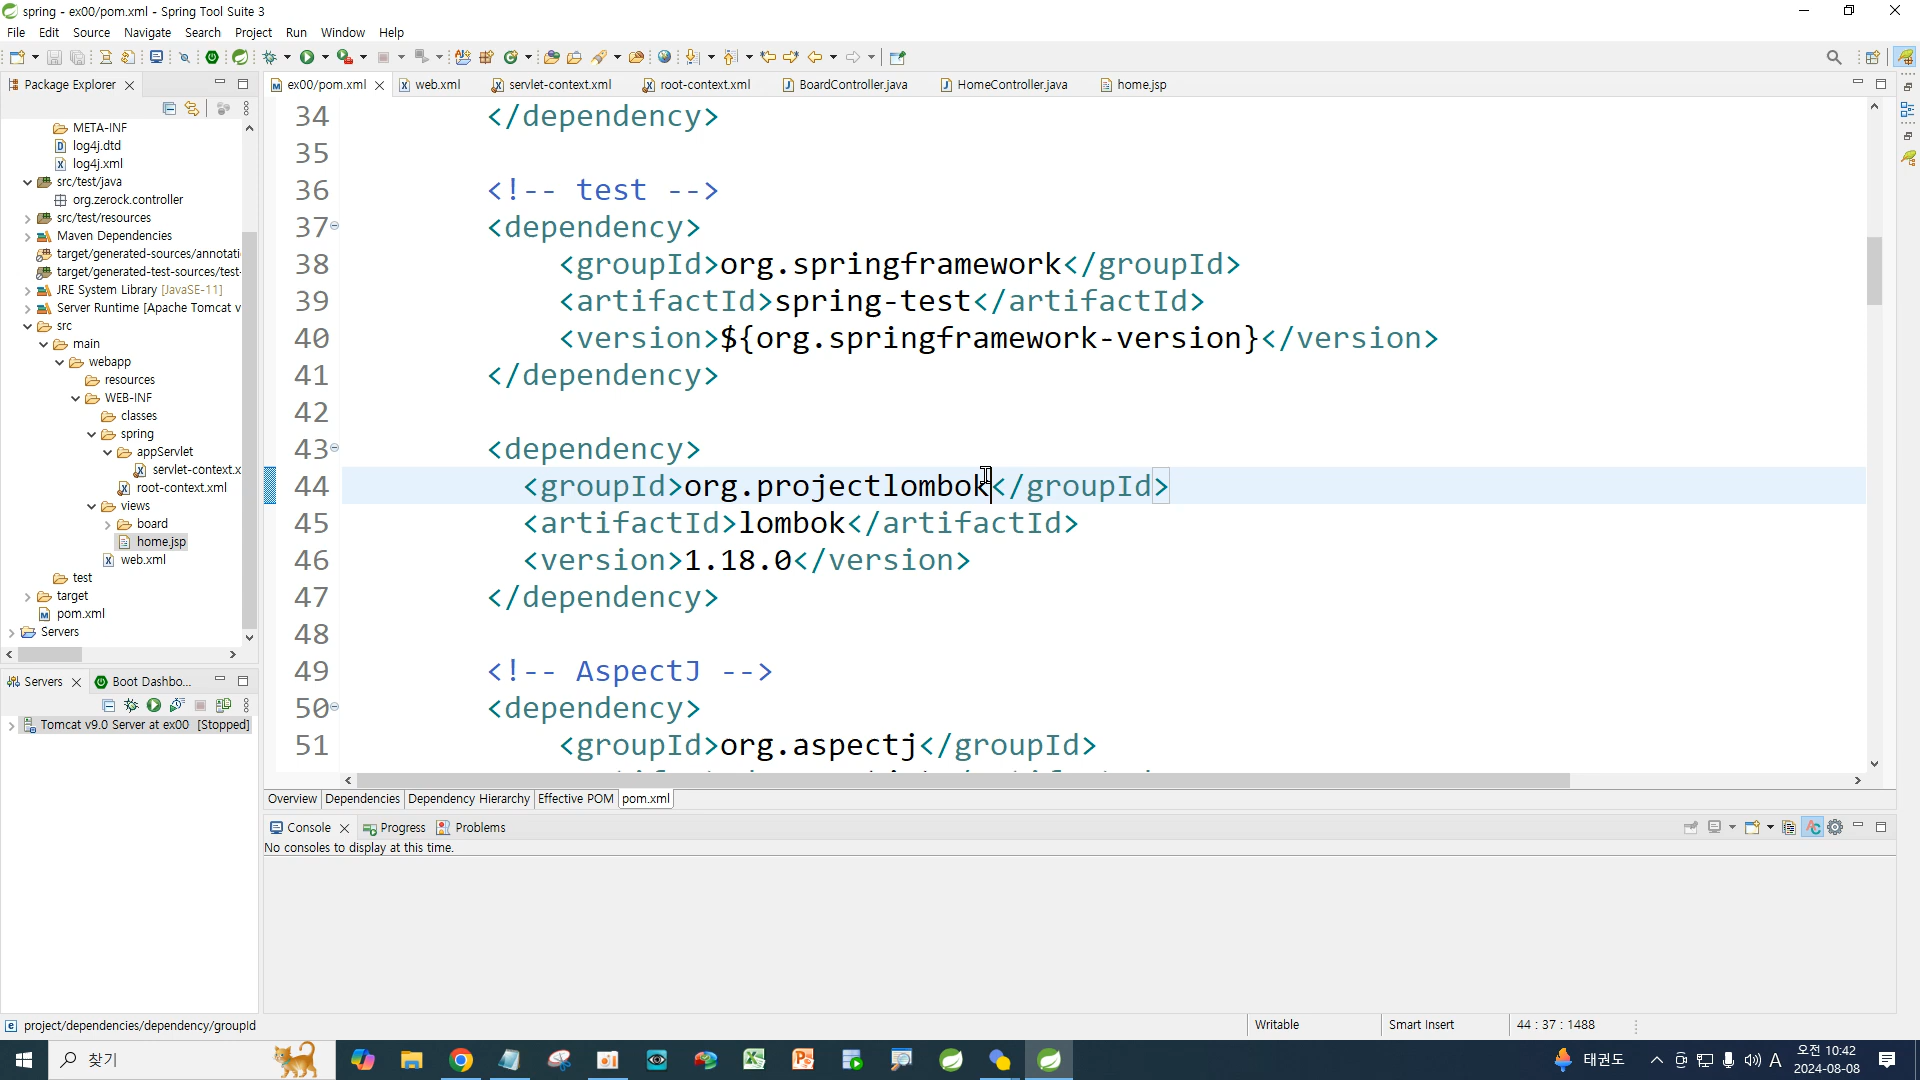 spring - ex00/pom.xml - Spring Tool Suite 3
File Edit Source Navigate Search Project Run Window Help
Package Explorer
ex00/pom.xml
web.xml
servlet-context.xml
root-context.xml
BoardController.java
HomeController.java
home.jsp
META-INF
log4j.dtd
log4j.xml
src/test/java
org.zerock.controller
src/test/resources
Maven Dependencies
target/generated-sources/annotati
target/generated-test-sources/test-
JRE System Library [JavaSE-11]
Server Runtime [Apache Tomcat v
src
main
webapp
resources
WEB-INF
classes
spring
appServlet
servlet-context.x
root-context.xml
views
board
home.jsp
web.xml
test
target
pom.xml
Servers
34 </dependency>
35
36 <!-- test -->
37 <dependency>
38 <groupId>org.springframework</groupId>
39 <artifactId>spring-test</artifactId>
40 <version>${org.springframework-version}</version>
41 </dependency>
42
43 <dependency>
44 <groupId>org.projectlombok</groupId>
45 <artifactId>lombok</artifactId>
46 <version>1.18.0</version>
47 </dependency>
48
49 <!-- AspectJ -->
50 <dependency>
51 <groupId>org.aspectj</groupId>
Overview Dependencies Dependency Hierarchy Effective POM pom.xml
Servers
Boot Dashbo...
Tomcat v9.0 Server at ex00 [Stopped]
Console
Progress
Problems
No consoles to display at this time.
project/dependencies/dependency/groupId
Writable
Smart Insert
44 : 37 : 1488
찾기
태권도
A
오전 10:42
2024-08-08